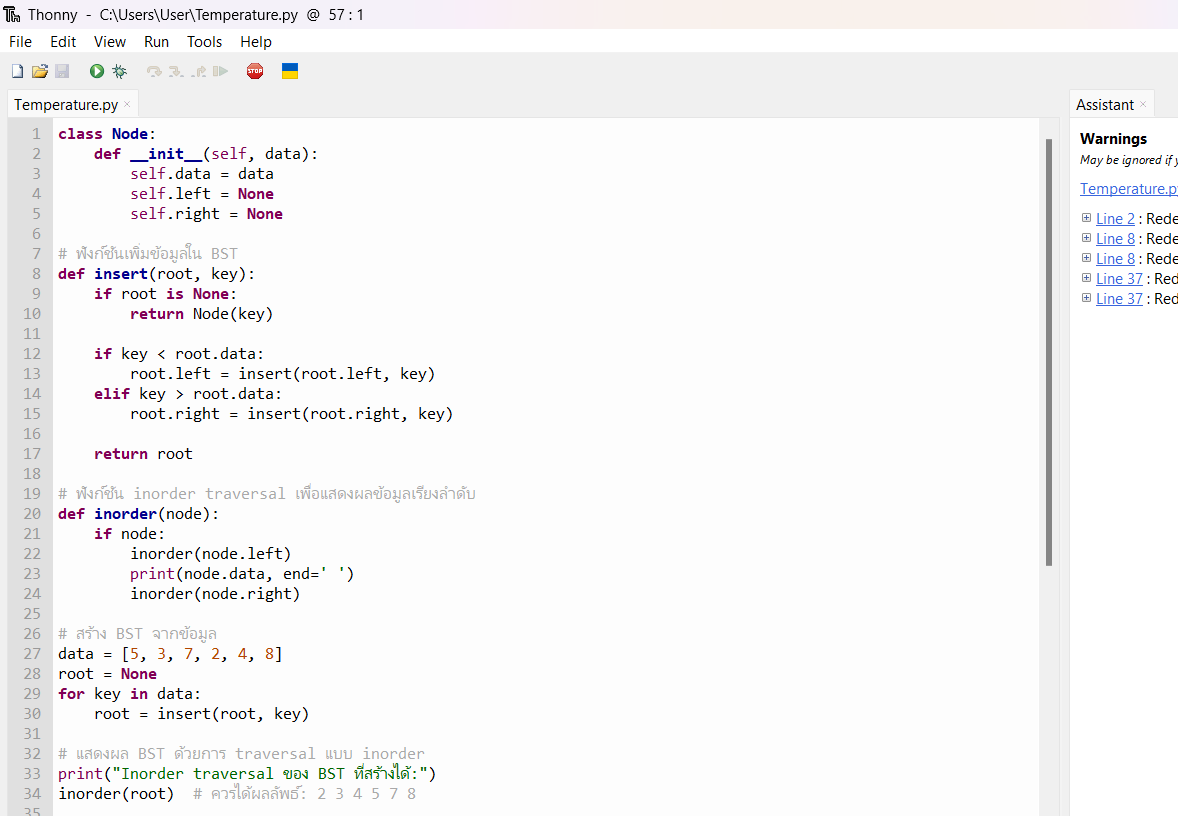 Thonny - C:\Users\User\Temperature.py @ 57 : 1
File Edit View Run Tools Help
STOP
Temperature.py ×
Assistant ×
1 class Node:
2     def __init__(self, data):
3         self.data = data
4         self.left = None
5         self.right = None
6
7 # ฟังก์ชันเพิ่มข้อมูลใน BST
8 def insert(root, key):
9     if root is None:
10         return Node(key)
11
12     if key < root.data:
13         root.left = insert(root.left, key)
14     elif key > root.data:
15         root.right = insert(root.right, key)
16
17     return root
18
19 # ฟังก์ชัน inorder traversal เพื่อแสดงผลข้อมูลเรียงลำดับ
20 def inorder(node):
21     if node:
22         inorder(node.left)
23         print(node.data, end=' ')
24         inorder(node.right)
25
26 # สร้าง BST จากข้อมูล
27 data = [5, 3, 7, 2, 4, 8]
28 root = None
29 for key in data:
30     root = insert(root, key)
31
32 # แสดงผล BST ด้วยการ traversal แบบ inorder
33 print("Inorder traversal ของ BST ที่สร้างได้:")
34 inorder(root)  # ควรได้ผลลัพธ์: 2 3 4 5 7 8
35
Warnings
May be ignored if y
Temperature.py
Line 2 : Rede
Line 8 : Rede
Line 8 : Rede
Line 37 : Red
Line 37 : Red